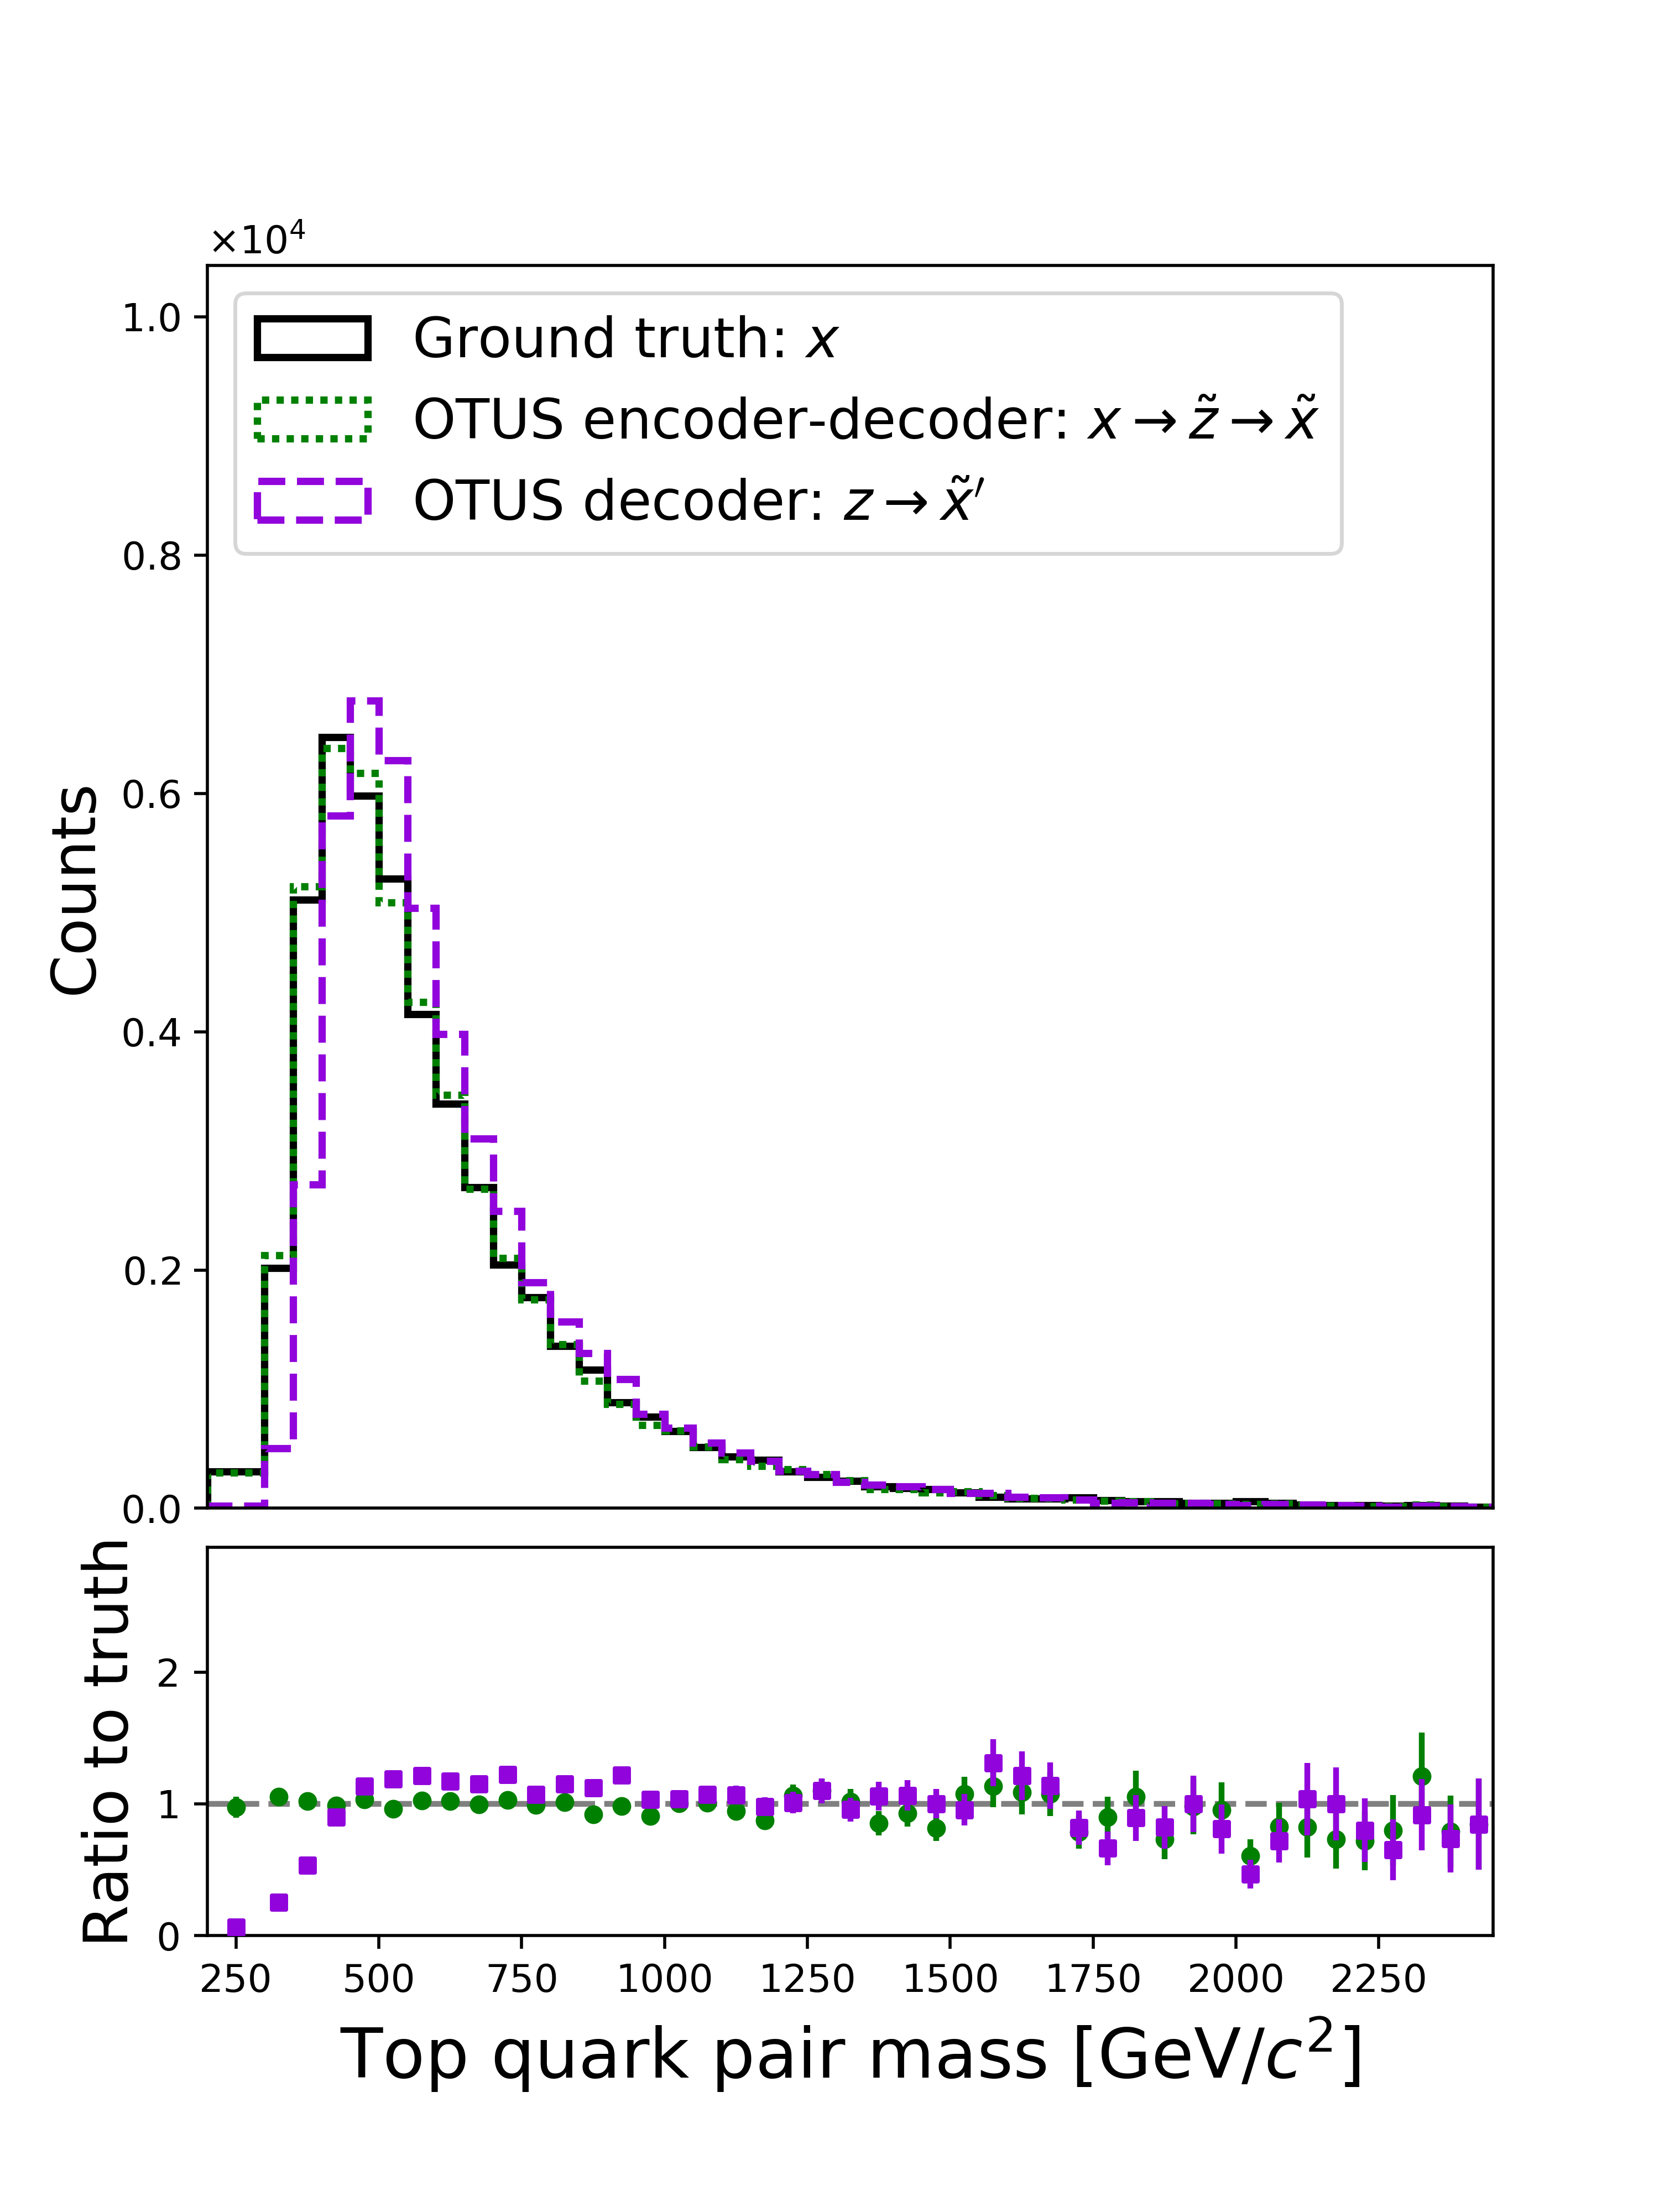 ×10⁴
1.0
Ground truth: x
OTUS encoder-decoder: x → z̃ → x̃
OTUS decoder: z → x̃′
0.8
0.6
Counts
0.4
0.2
0.0
Ratio to truth
2
1
0
250 500 750 1000 1250 1500 1750 2000 2250
Top quark pair mass [GeV/c²]